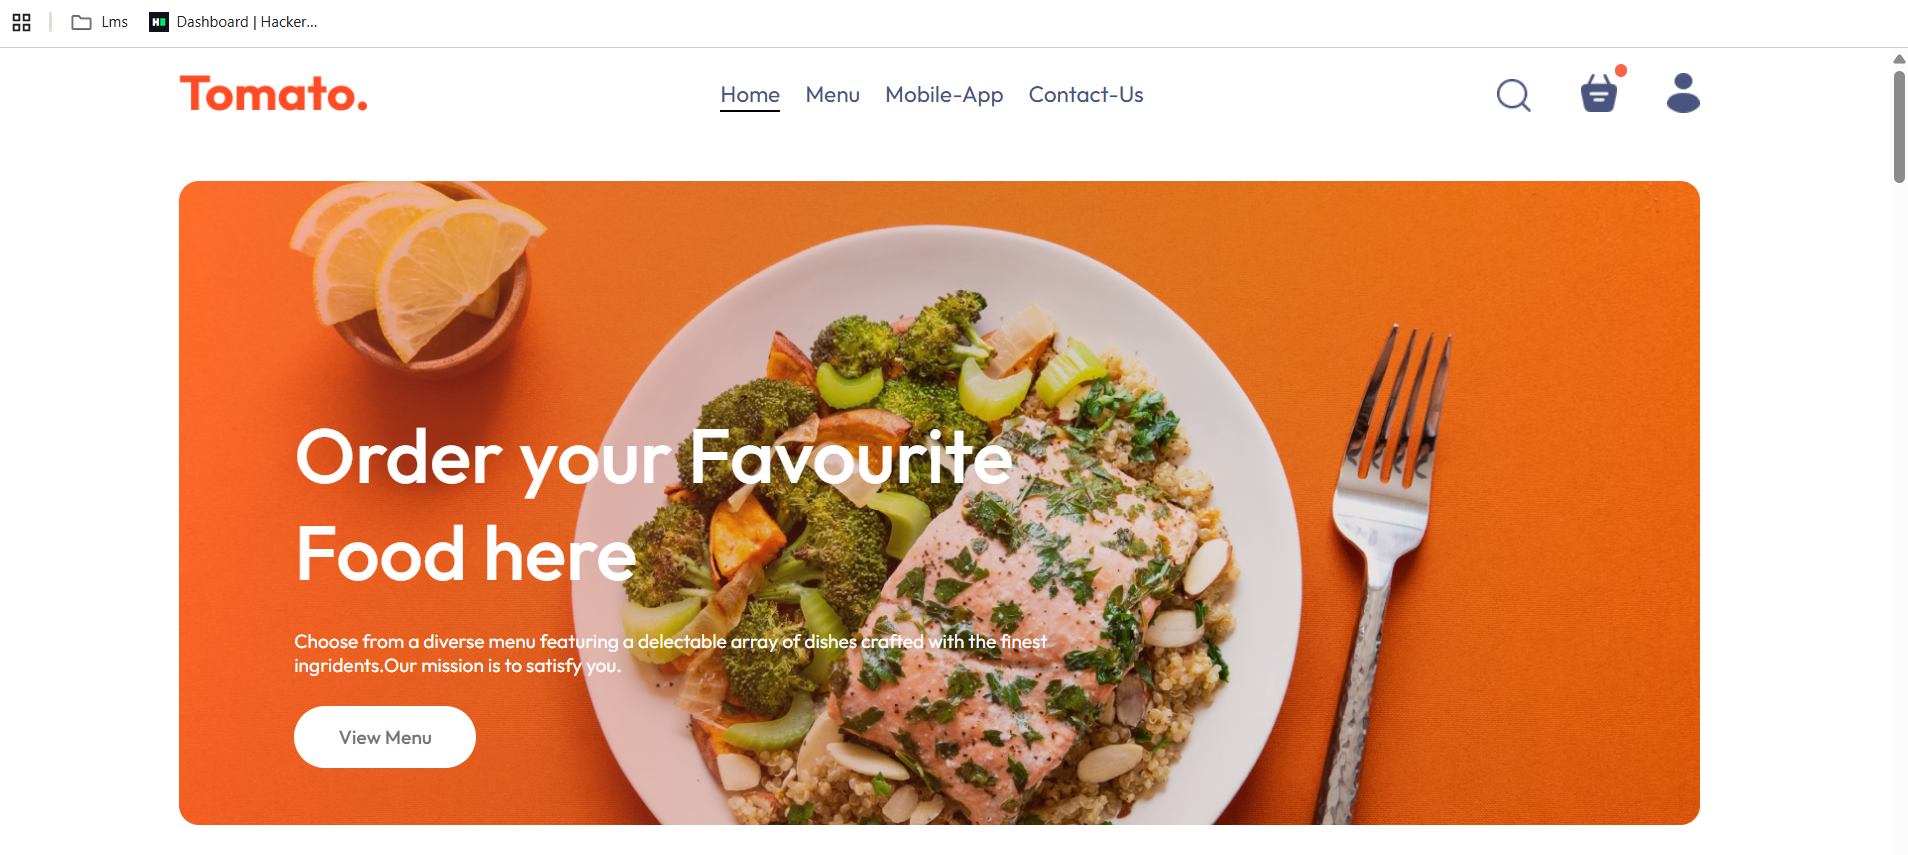 Lms
Dashboard | Hacker...
Tomato.
Home
Menu
Mobile-App
Contact-Us
Order your Favourite
Food here
Choose from a diverse menu featuring a delectable array of dishes crafted with the finest
ingridents.Our mission is to satisfy you.
View Menu